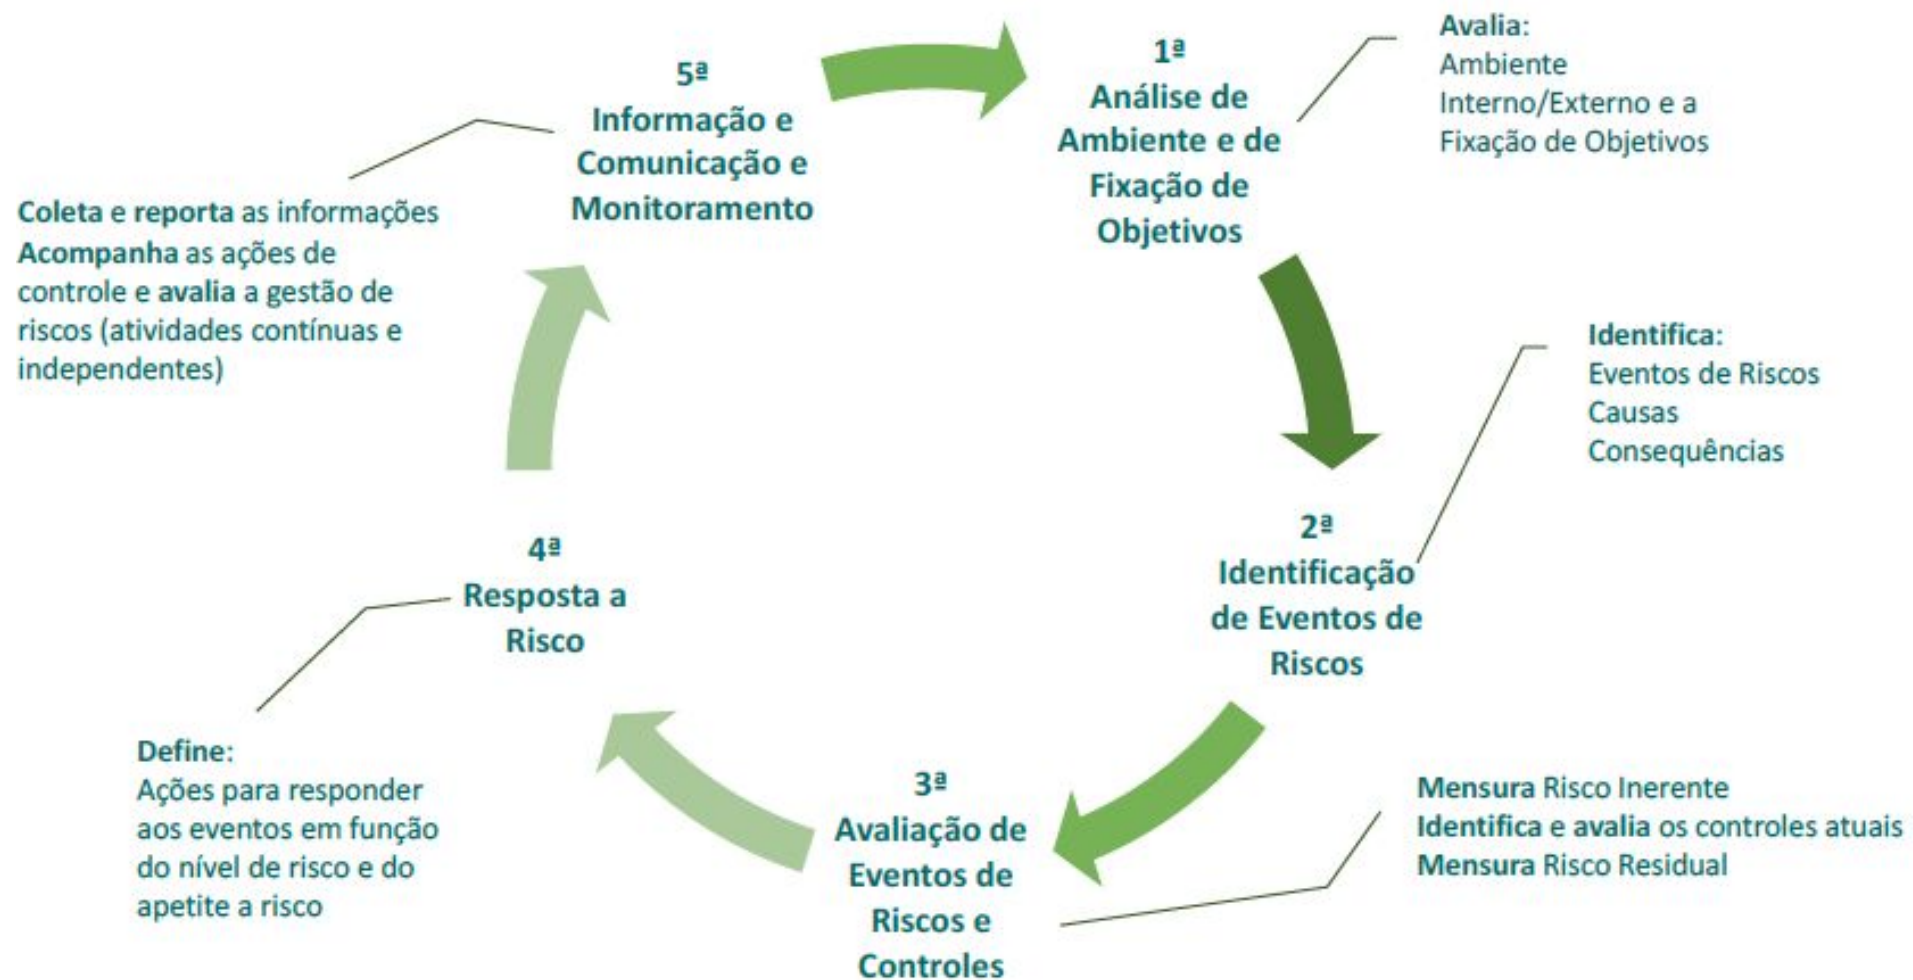 1ª
Análise de
Ambiente e de
Fixação de
Objetivos
Avalia:
Ambiente
Interno/Externo e a
Fixação de Objetivos
2ª
Identificação
de Eventos de
Riscos
Identifica:
Eventos de Riscos
Causas
Consequências
3ª
Avaliação de
Eventos de
Riscos e
Controles
Mensura Risco Inerente
Identifica e avalia os controles atuais
Mensura Risco Residual
4ª
Resposta a
Risco
Define:
Ações para responder
aos eventos em função
do nível de risco e do
apetite a risco
5ª
Informação e
Comunicação e
Monitoramento
Coleta e reporta as informações
Acompanha as ações de
controle e avalia a gestão de
riscos (atividades contínuas e
independentes)